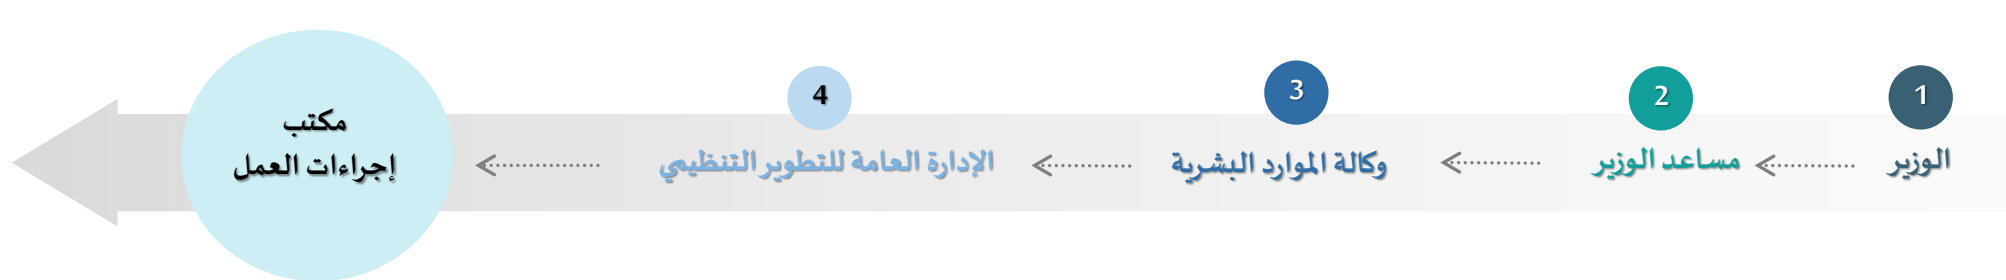 1
الوزير
2
مساعد الوزير
3
وكالة الموارد البشرية
4
الإدارة العامة للتطوير التنظيمي
مكتب
إجراءات العمل